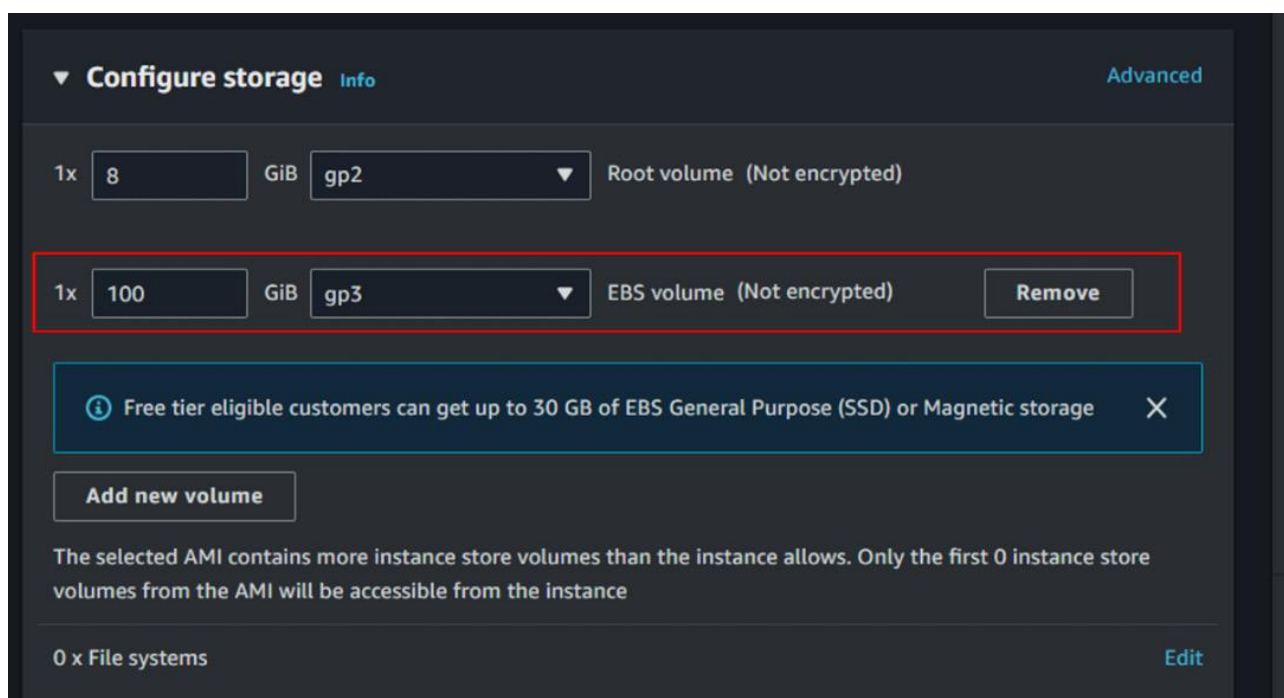 Configure storage Info Advanced
1x 8 GiB gp2 Root volume (Not encrypted)
1x 100 GiB gp3 EBS volume (Not encrypted) Remove
Free tier eligible customers can get up to 30 GB of EBS General Purpose (SSD) or Magnetic storage
Add new volume
The selected AMI contains more instance store volumes than the instance allows. Only the first 0 instance store
volumes from the AMI will be accessible from the instance
0 x File systems Edit